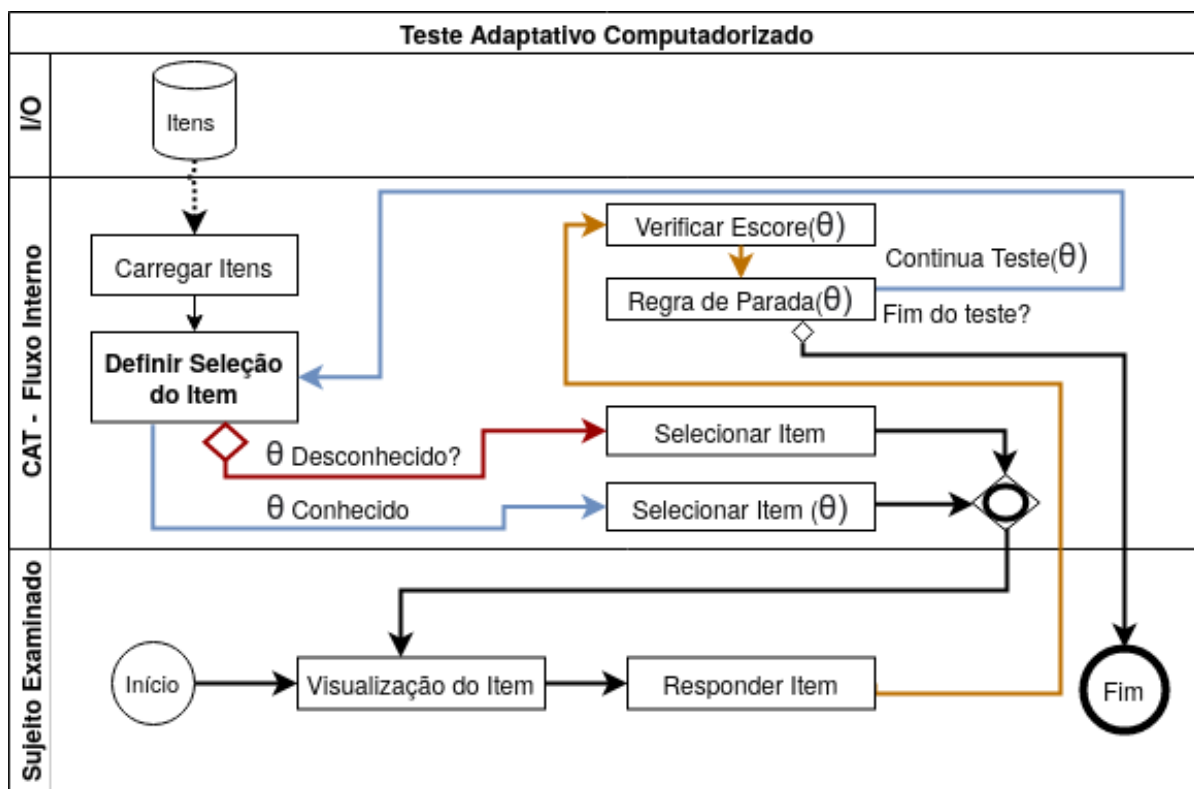 Teste Adaptativo Computadorizado
I/O
Itens
CAT - Fluxo Interno
Carregar Itens
Definir Seleção
do Item
Verificar Escore(θ)
Regra de Parada(θ)
Continua Teste(θ)
Fim do teste?
θ Desconhecido?
Selecionar Item
θ Conhecido
Selecionar Item (θ)
Sujeito Examinado
Início
Visualização do Item
Responder Item
Fim